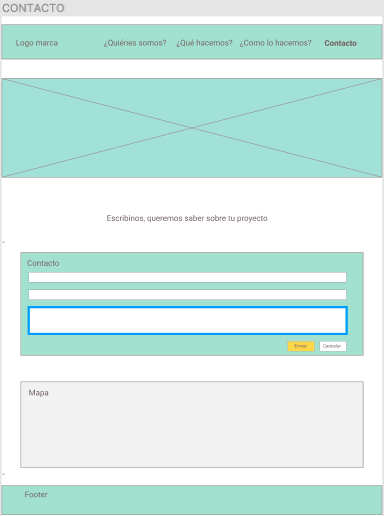 CONTACTO
Logo marca ¿Quiénes somos? ¿Qué hacemos? ¿Como lo hacemos? Contacto
Escribinos, queremos saber sobre tu proyecto
Contacto
Enviar Cancelar
Mapa
Footer